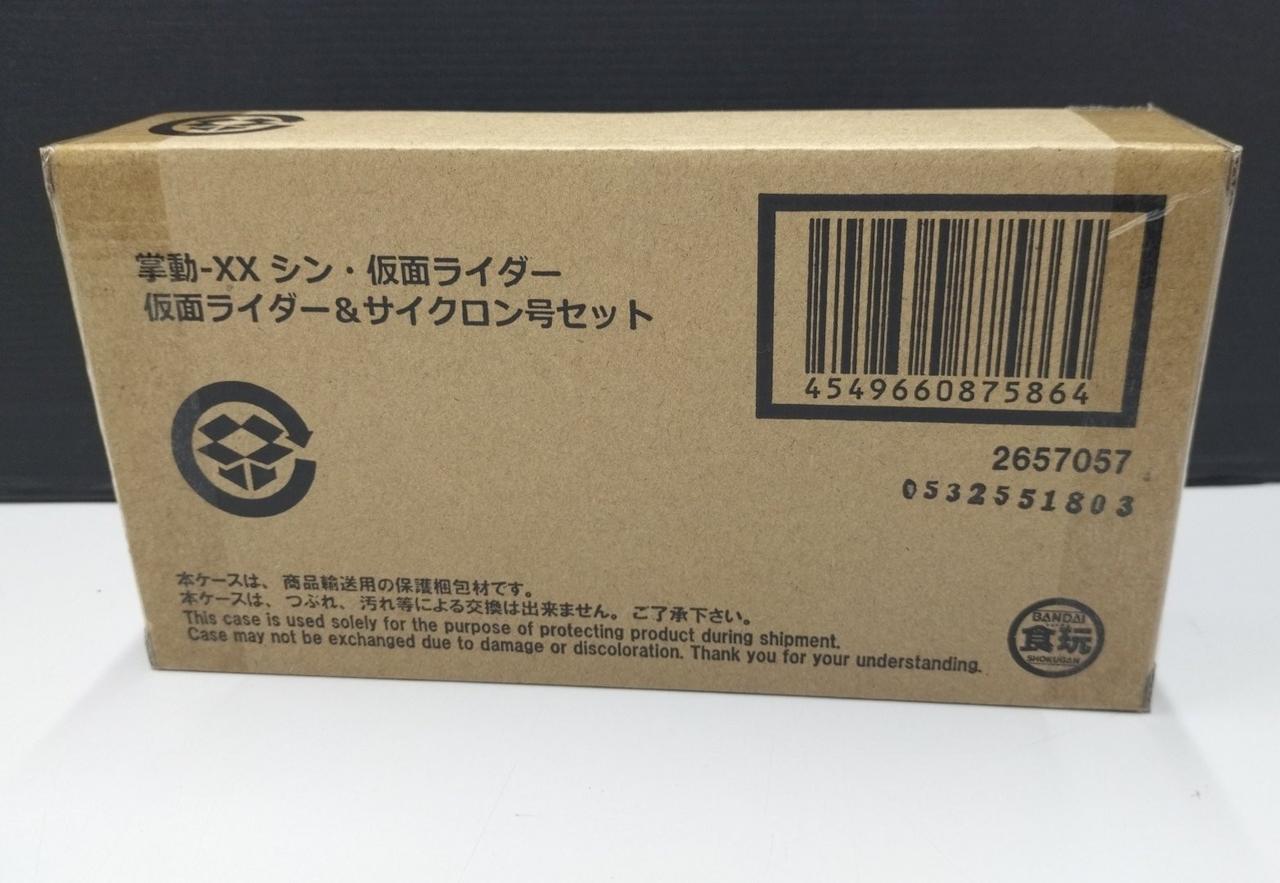 掌動-XX シン・仮面ライダー
仮面ライダー＆サイクロン号セット
4549660875864
2657057
0532551803
本ケースは、商品輸送用の保護梱包材です。
本ケースは、つぶれ、汚れ等による交換は出来ません。ご了承下さい。
This case is used solely for the purpose of protecting product during shipment.
Case may not be exchanged due to damage or discoloration. Thank you for your understanding.
BANDAI
食玩
SHOKUGAN